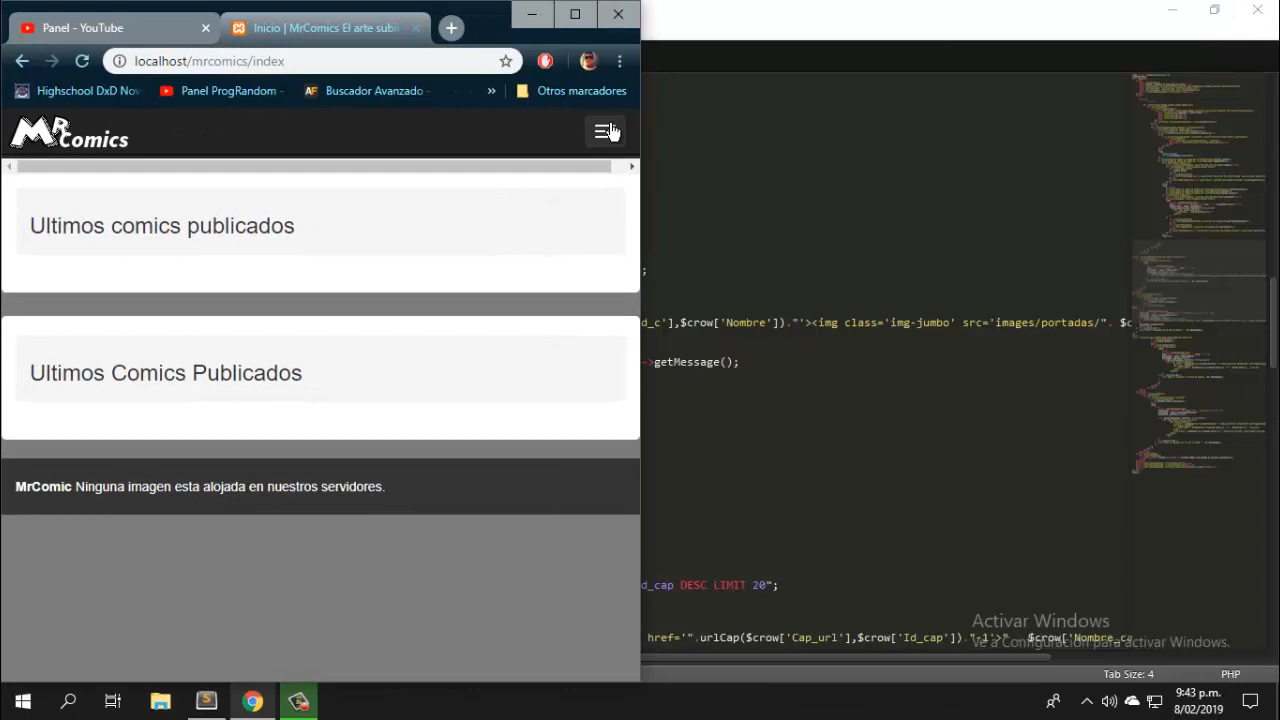 Panel - YouTube
Inicio | MrComics El arte sub
localhost/mrcomics/index
Highschool DxD Nov
Panel ProgRandom -
Buscador Avanzado -
»
Otros marcadores
MR Comics
Ultimos comics publicados
;
d_c'],$crow['Nombre'])."'><img class='img-jumbo' src='images/portadas/". $c
->getMessage();
Ultimos Comics Publicados
MrComic Ninguna imagen esta alojada en nuestros servidores.
d_cap DESC LIMIT 20";
href='".urlCap($crow['Cap_url'],$crow['Id_cap'])."-1'>" . $crow['Nombre_ca
Activar Windows
Ve a Configuración para activar Windows.
Tab Size: 4
PHP
9:43 p.m.
8/02/2019